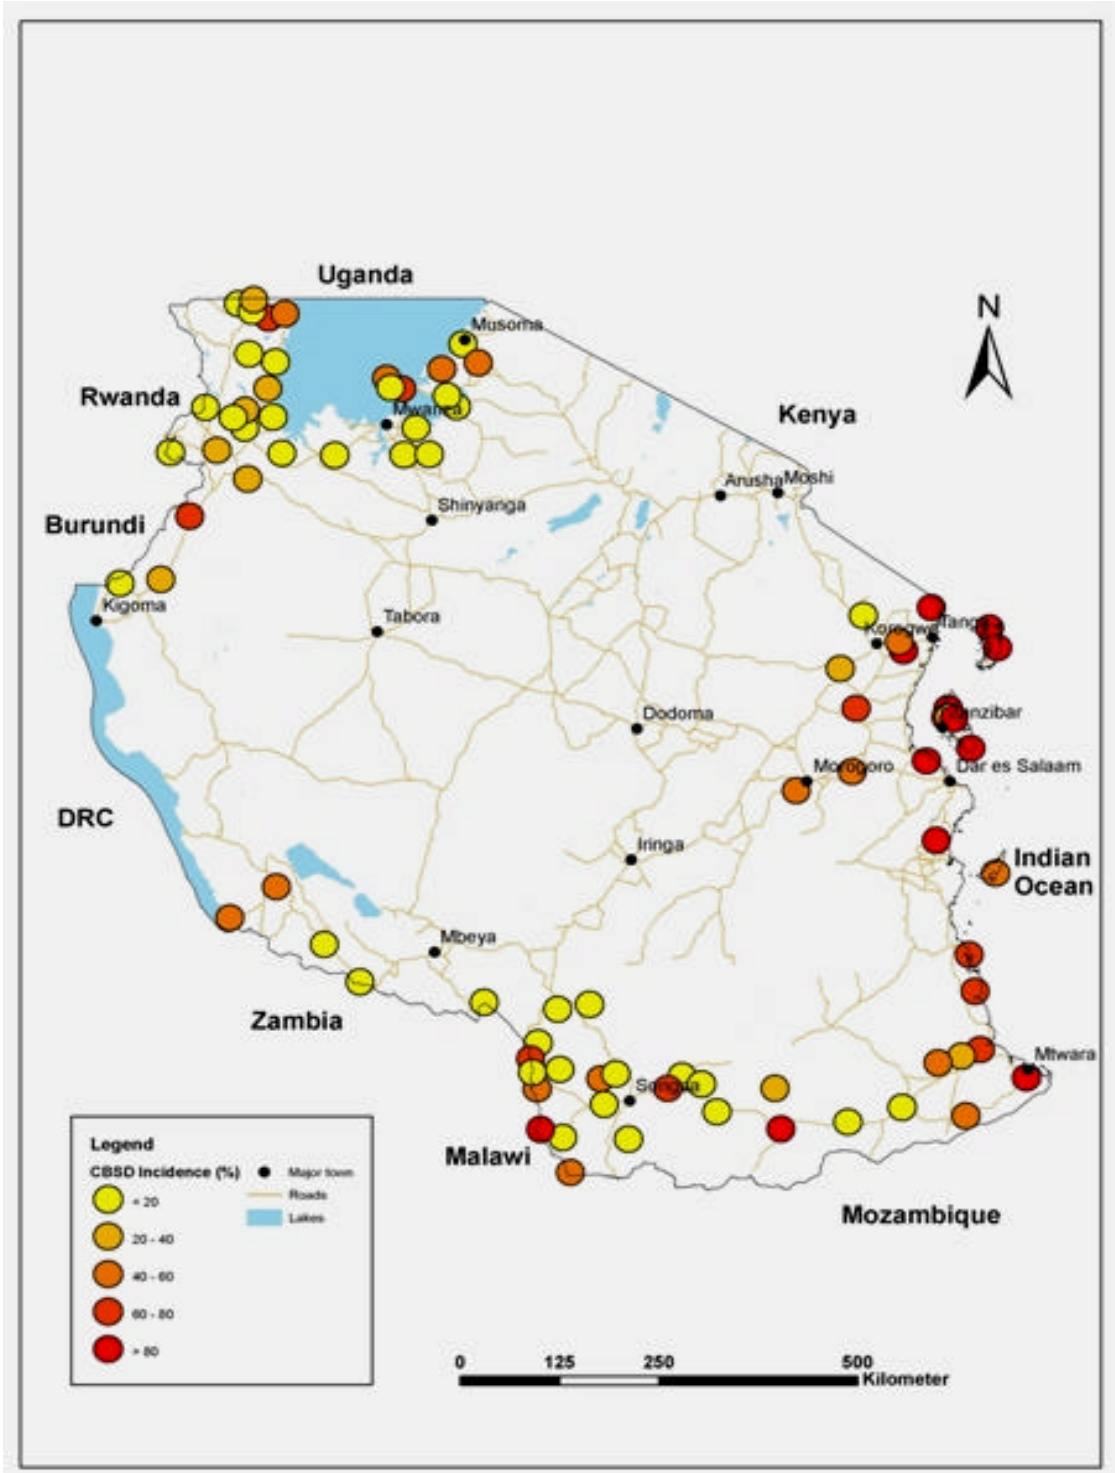 Uganda
N
Musoma
Rwanda
Kenya
Mwanza
Arusha
Moshi
Shinyanga
Burundi
Kigoma
Tabora
Korogwe
Tanga
Dodoma
Zanzibar
Morogoro
Dar es Salaam
DRC
Iringa
Indian
Ocean
Mbeya
Zambia
Mtwara
Songea
Malawi
Mozambique
Legend
CBSD Incidence (%)
Major town
Roads
Lakes
< 20
20 - 40
40 - 60
60 - 80
> 80
0 125 250 500
Kilometer